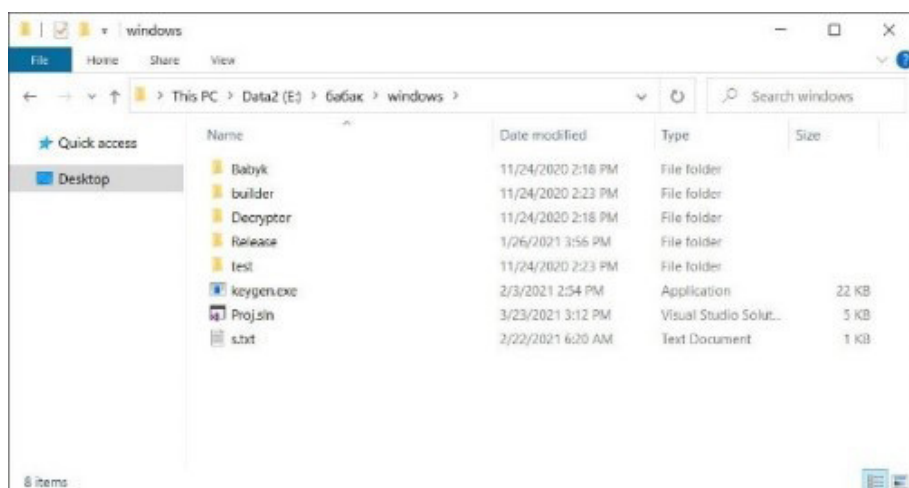 windows
File Home Share View
This PC > Data2 (E:) > бабак > windows > Search windows
Quick access
Desktop
Name Date modified Type Size
Babyk 11/24/2020 2:18 PM File folder
builder 11/24/2020 2:23 PM File folder
Decryptor 11/24/2020 2:18 PM File folder
Release 1/26/2021 3:56 PM File folder
test 11/24/2020 2:23 PM File folder
keygen.exe 2/3/2021 2:54 PM Application 22 KB
Proj.sln 3/23/2021 3:12 PM Visual Studio Solut... 5 KB
s.txt 2/22/2021 6:20 AM Text Document 1 KB
8 items